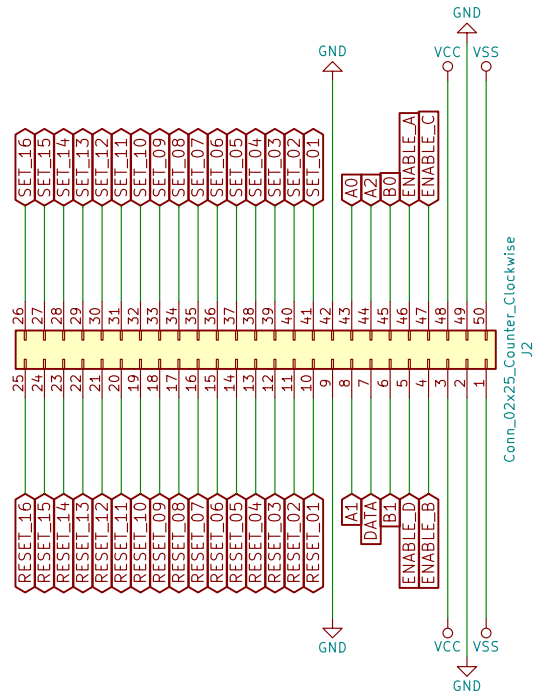 GND
GND
VCC
VSS
SET_16
SET_15
SET_14
SET_13
SET_12
SET_11
SET_10
SET_09
SET_08
SET_07
SET_06
SET_05
SET_04
SET_03
SET_02
SET_01
A0
A2
B0
ENABLE_A
ENABLE_C
26
27
28
29
30
31
32
33
34
35
36
37
38
39
40
41
42
43
44
45
46
47
48
49
50
Conn_02x25_Counter_Clockwise
J2
25
24
23
22
21
20
19
18
17
16
15
14
13
12
11
10
9
8
7
6
5
4
3
2
1
RESET_16
RESET_15
RESET_14
RESET_13
RESET_12
RESET_11
RESET_10
RESET_09
RESET_08
RESET_07
RESET_06
RESET_05
RESET_04
RESET_03
RESET_02
RESET_01
A1
DATA
B1
ENABLE_D
ENABLE_B
GND
VCC
VSS
GND